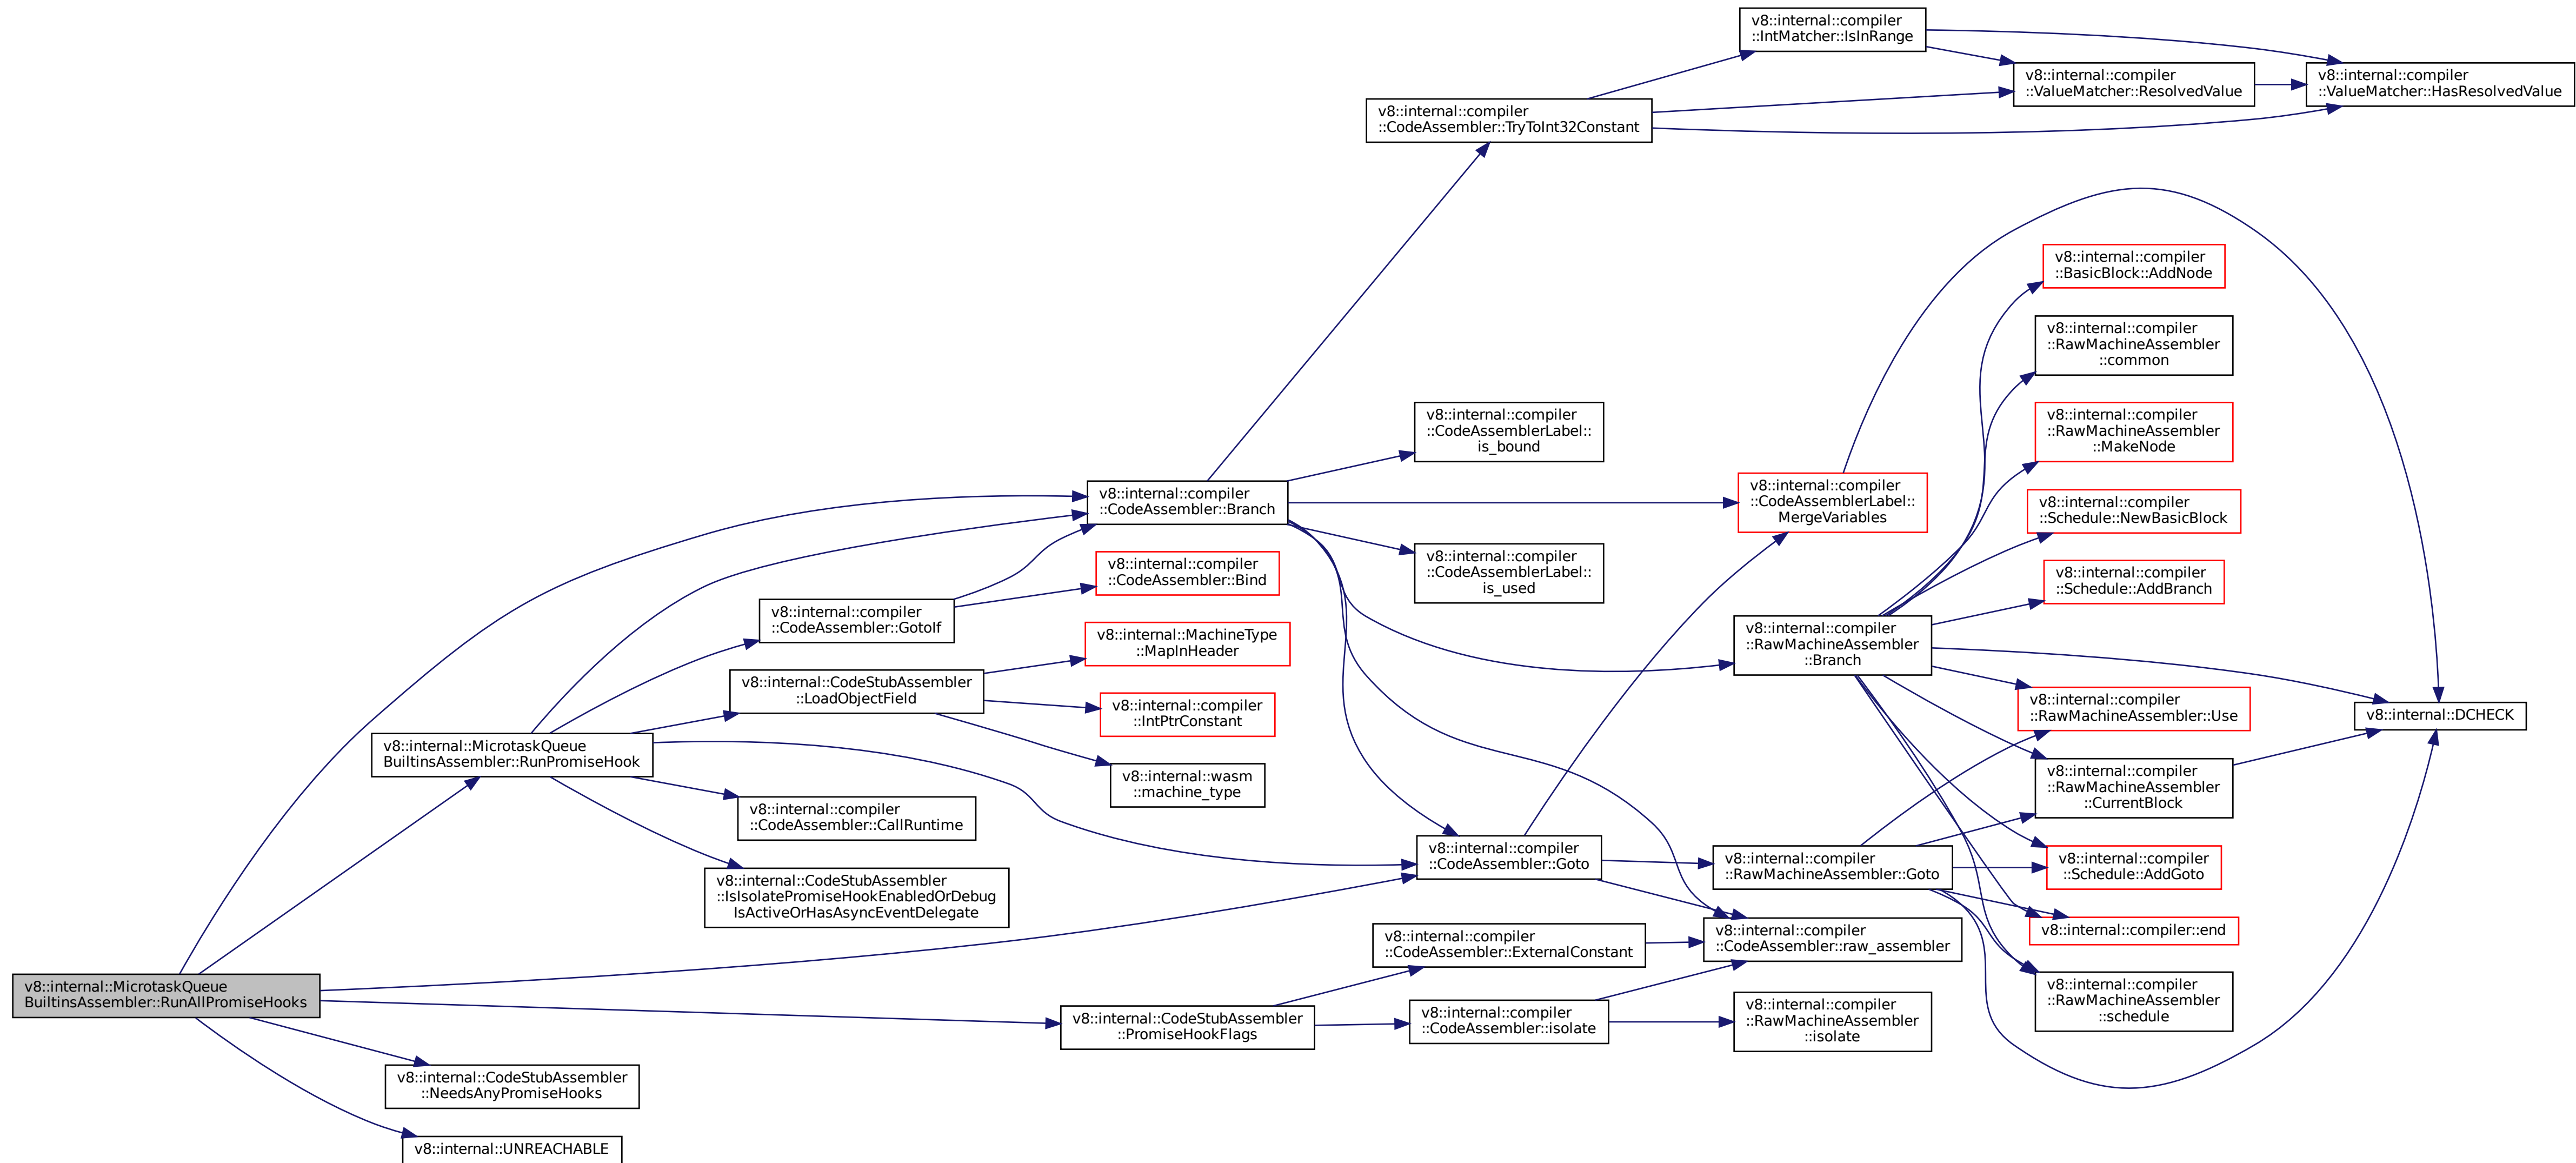 v8::internal::compiler
::IntMatcher::IsInRange
v8::internal::compiler
::ValueMatcher::ResolvedValue
v8::internal::compiler
::ValueMatcher::HasResolvedValue
v8::internal::compiler
::CodeAssembler::TryToInt32Constant
v8::internal::compiler
::BasicBlock::AddNode
v8::internal::compiler
::RawMachineAssembler
::common
v8::internal::compiler
::CodeAssemblerLabel::
is_bound
v8::internal::compiler
::RawMachineAssembler
::MakeNode
v8::internal::compiler
::CodeAssembler::Branch
v8::internal::compiler
::CodeAssemblerLabel::
MergeVariables
v8::internal::compiler
::Schedule::NewBasicBlock
v8::internal::compiler
::CodeAssembler::Bind
v8::internal::compiler
::CodeAssemblerLabel::
is_used
v8::internal::compiler
::Schedule::AddBranch
v8::internal::compiler
::CodeAssembler::GotoIf
v8::internal::MachineType
::MapInHeader
v8::internal::compiler
::RawMachineAssembler
::Branch
v8::internal::CodeStubAssembler
::LoadObjectField
v8::internal::compiler
::IntPtrConstant
v8::internal::compiler
::RawMachineAssembler::Use
v8::internal::DCHECK
v8::internal::MicrotaskQueue
BuiltinsAssembler::RunPromiseHook
v8::internal::wasm
::machine_type
v8::internal::compiler
::RawMachineAssembler
::CurrentBlock
v8::internal::compiler
::CodeAssembler::CallRuntime
v8::internal::compiler
::CodeAssembler::Goto
v8::internal::compiler
::RawMachineAssembler::Goto
v8::internal::compiler
::Schedule::AddGoto
v8::internal::CodeStubAssembler
::IsIsolatePromiseHookEnabledOrDebug
IsActiveOrHasAsyncEventDelegate
v8::internal::compiler
::CodeAssembler::ExternalConstant
v8::internal::compiler
::CodeAssembler::raw_assembler
v8::internal::compiler::end
v8::internal::MicrotaskQueue
BuiltinsAssembler::RunAllPromiseHooks
v8::internal::CodeStubAssembler
::PromiseHookFlags
v8::internal::compiler
::CodeAssembler::isolate
v8::internal::compiler
::RawMachineAssembler
::isolate
v8::internal::compiler
::RawMachineAssembler
::schedule
v8::internal::CodeStubAssembler
::NeedsAnyPromiseHooks
v8::internal::UNREACHABLE